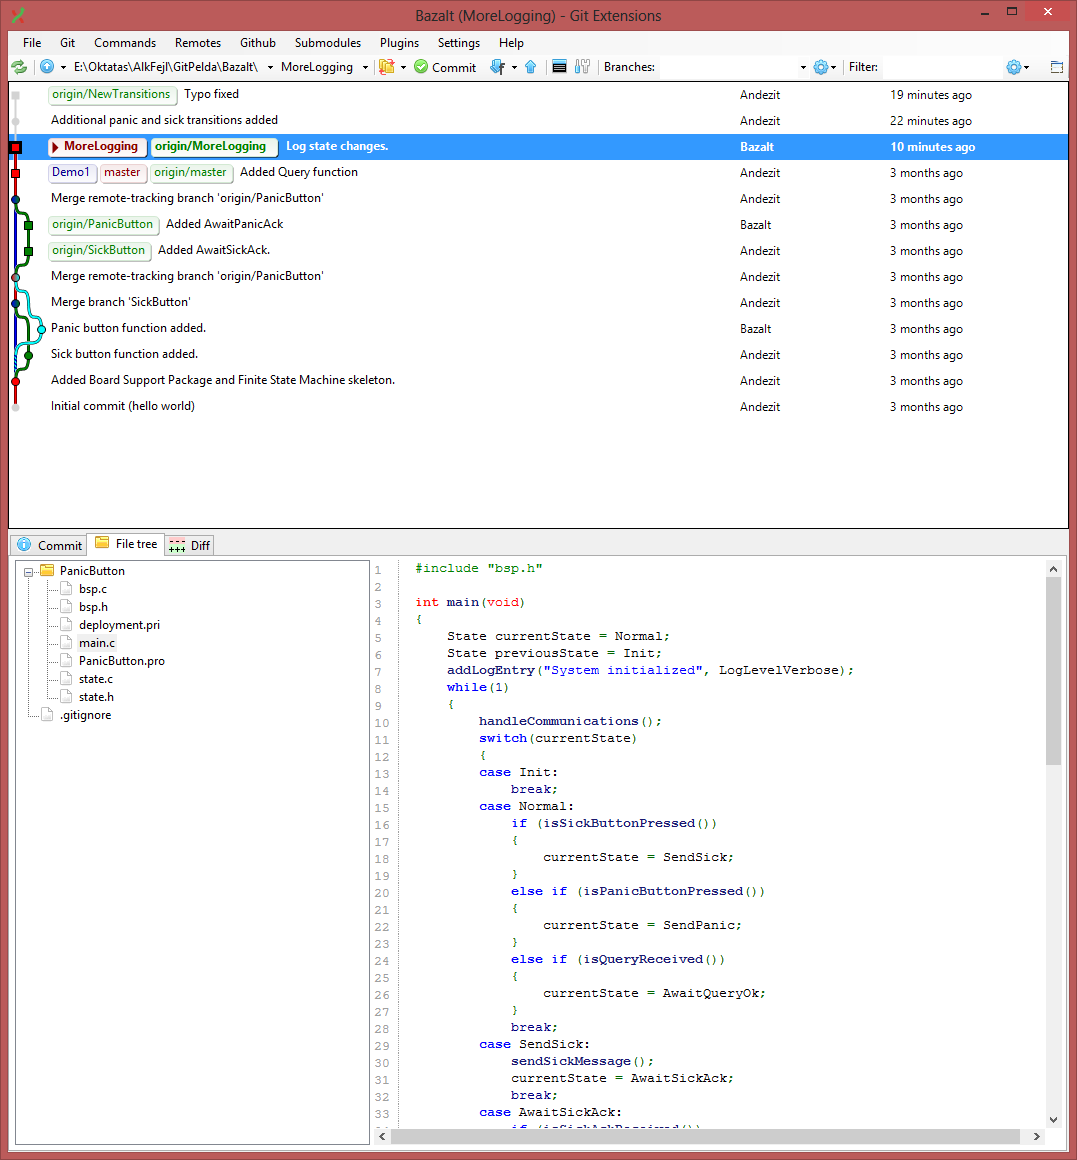 Bazalt (MoreLogging) - Git Extensions
File Git Commands Remotes Github Submodules Plugins Settings Help
E:\Oktatas\AlkFejl\GitPelda\Bazalt\ MoreLogging Commit Branches: Filter:
origin/NewTransitions Typo fixed Andezit 19 minutes ago
Additional panic and sick transitions added Andezit 22 minutes ago
MoreLogging origin/MoreLogging Log state changes. Bazalt 10 minutes ago
Demo1 master origin/master Added Query function Andezit 3 months ago
Merge remote-tracking branch 'origin/PanicButton' Andezit 3 months ago
origin/PanicButton Added AwaitPanicAck Bazalt 3 months ago
origin/SickButton Added AwaitSickAck. Andezit 3 months ago
Merge remote-tracking branch 'origin/PanicButton' Andezit 3 months ago
Merge branch 'SickButton' Andezit 3 months ago
Panic button function added. Bazalt 3 months ago
Sick button function added. Andezit 3 months ago
Added Board Support Package and Finite State Machine skeleton. Andezit 3 months ago
Initial commit (hello world) Andezit 3 months ago
Commit File tree Diff
PanicButton
bsp.c
bsp.h
deployment.pri
main.c
PanicButton.pro
state.c
state.h
.gitignore
1 #include "bsp.h"
2
3 int main(void)
4 {
5 State currentState = Normal;
6 State previousState = Init;
7 addLogEntry("System initialized", LogLevelVerbose);
8 while(1)
9 {
10 handleCommunications();
11 switch(currentState)
12 {
13 case Init:
14 break;
15 case Normal:
16 if (isSickButtonPressed())
17 {
18 currentState = SendSick;
19 }
20 else if (isPanicButtonPressed())
21 {
22 currentState = SendPanic;
23 }
24 else if (isQueryReceived())
25 {
26 currentState = AwaitQueryOk;
27 }
28 break;
29 case SendSick:
30 sendSickMessage();
31 currentState = AwaitSickAck;
32 break;
33 case AwaitSickAck:
if (isSickAckReceived())